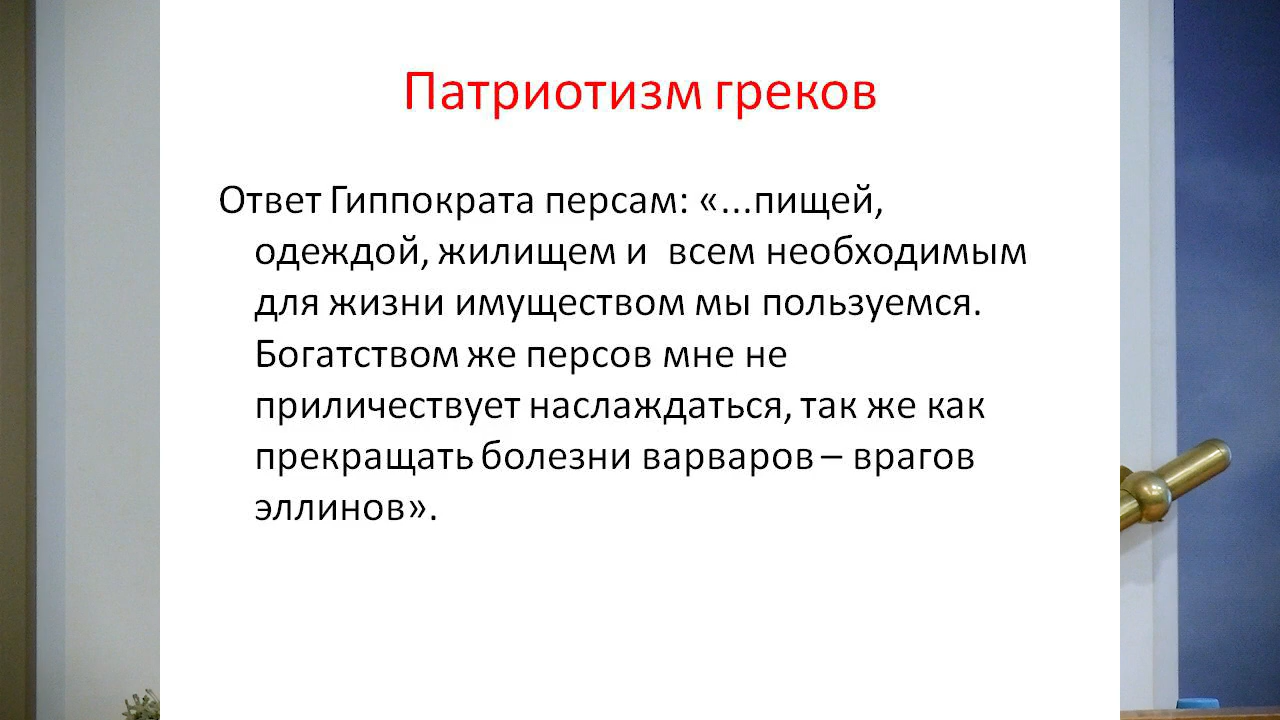 Патриотизм греков
Ответ Гиппократа персам: «...пищей,
одеждой, жилищем и  всем необходимым
для жизни имуществом мы пользуемся.
Богатством же персов мне не
приличествует наслаждаться, так же как
прекращать болезни варваров – врагов
эллинов».